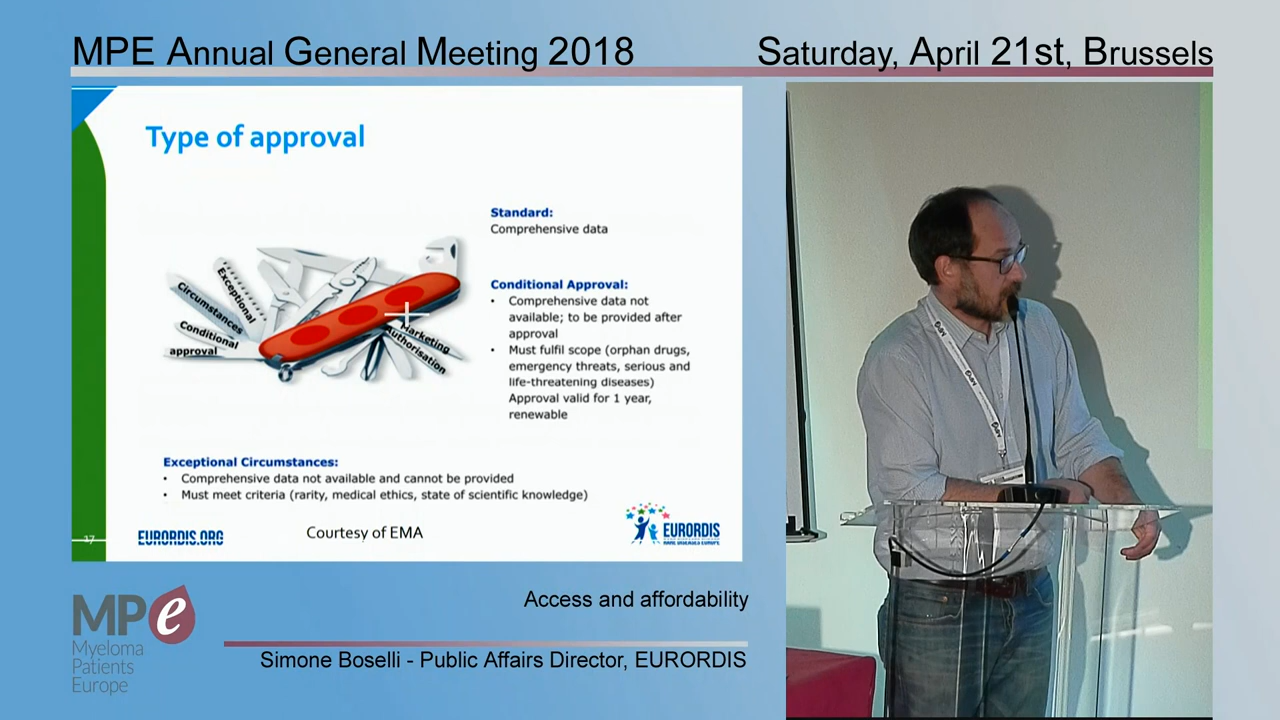 MPE Annual General Meeting 2018
Saturday, April 21st, Brussels
Type of approval
Exceptional
Circumstances
Conditional
approval
Marketing
Authorisation
Standard:
Comprehensive data
Conditional Approval:
• Comprehensive data not
available; to be provided after
approval
• Must fulfil scope (orphan drugs,
emergency threats, serious and
life-threatening diseases)
Approval valid for 1 year,
renewable
Exceptional Circumstances:
• Comprehensive data not available and cannot be provided
• Must meet criteria (rarity, medical ethics, state of scientific knowledge)
17
EURORDIS.ORG
Courtesy of EMA
EURORDIS
RARE DISEASES EUROPE
MPe
Myeloma
Patients
Europe
Access and affordability
Simone Boselli - Public Affairs Director, EURORDIS